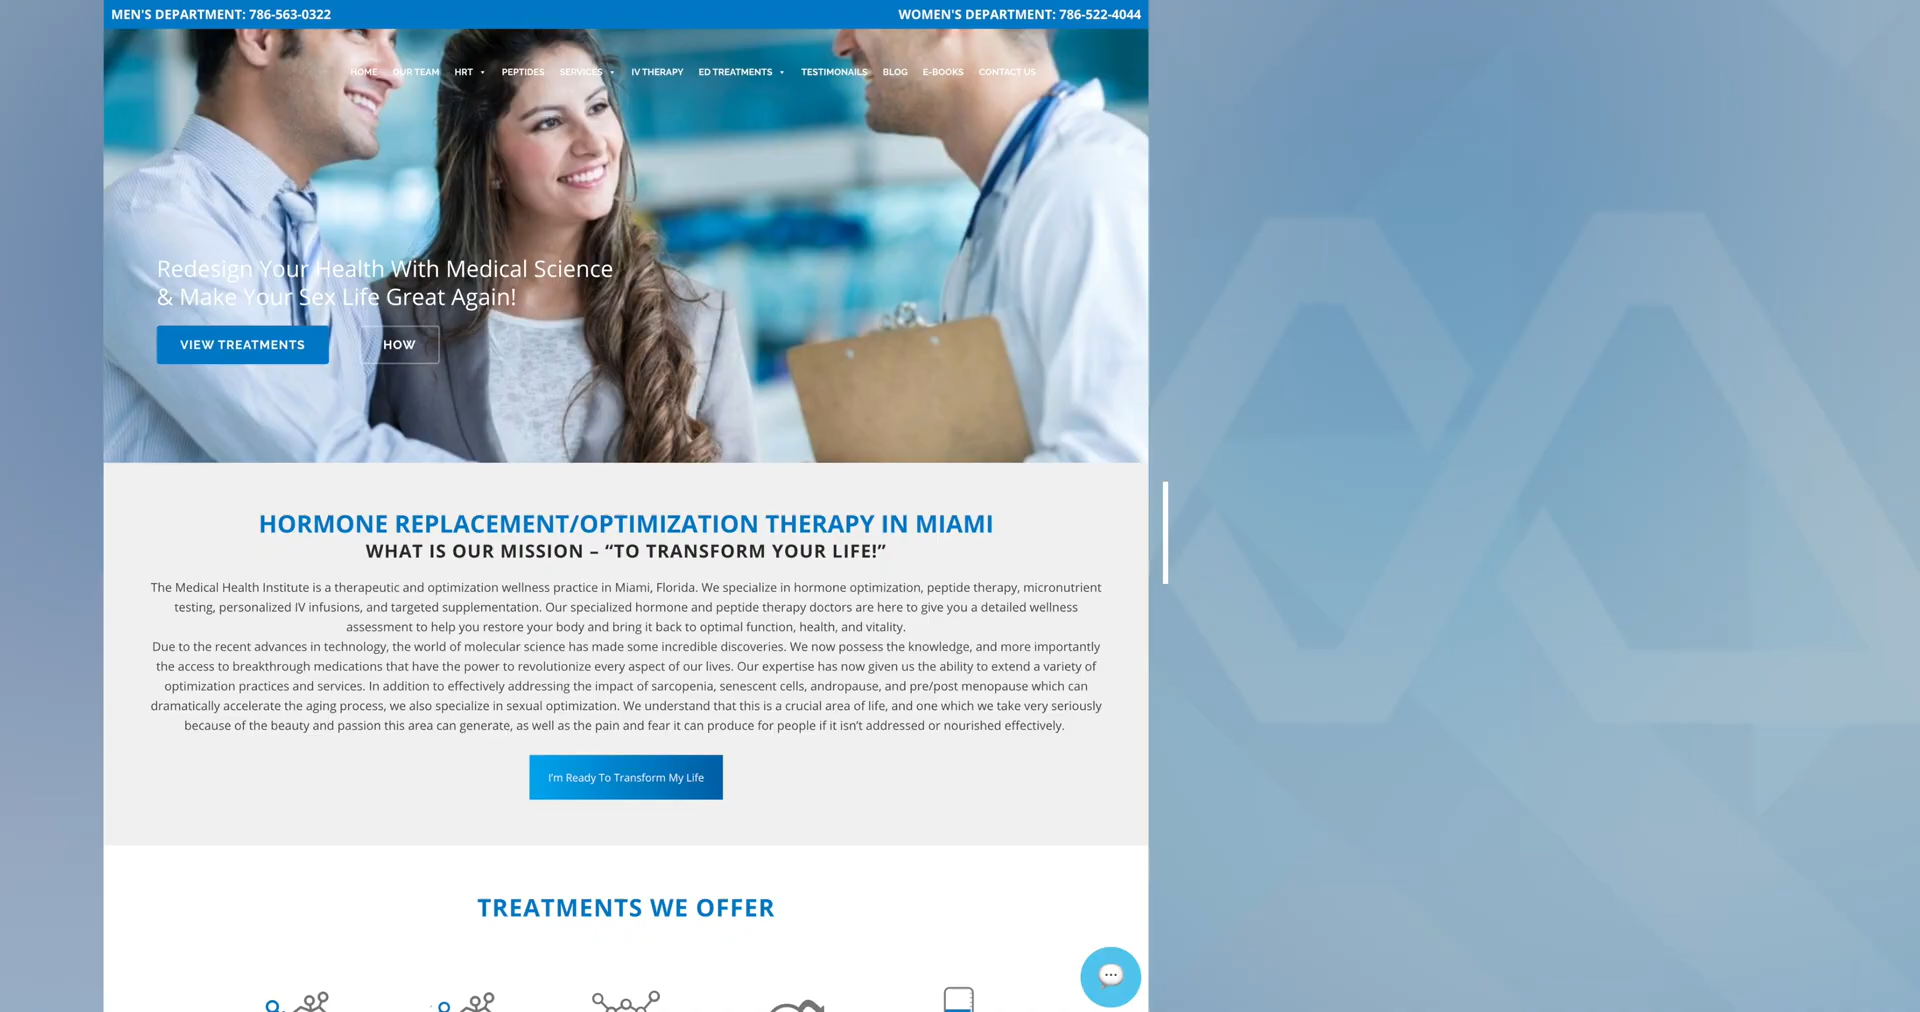 MEN'S DEPARTMENT: 786-563-0322
WOMEN'S DEPARTMENT: 786-522-4044
HOME OUR TEAM HRT PEPTIDES SERVICES IV THERAPY ED TREATMENTS TESTIMONAILS BLOG E-BOOKS CONTACT US
Redesign Your Health With Medical Science
& Make Your Sex Life Great Again!
VIEW TREATMENTS
HOW
HORMONE REPLACEMENT/OPTIMIZATION THERAPY IN MIAMI
WHAT IS OUR MISSION – “TO TRANSFORM YOUR LIFE!”
The Medical Health Institute is a therapeutic and optimization wellness practice in Miami, Florida. We specialize in hormone optimization, peptide therapy, micronutrient
testing, personalized IV infusions, and targeted supplementation. Our specialized hormone and peptide therapy doctors are here to give you a detailed wellness
assessment to help you restore your body and bring it back to optimal function, health, and vitality.
Due to the recent advances in technology, the world of molecular science has made some incredible discoveries. We now possess the knowledge, and more importantly
the access to breakthrough medications that have the power to revolutionize every aspect of our lives. Our expertise has now given us the ability to extend a variety of
optimization practices and services. In addition to effectively addressing the impact of sarcopenia, senescent cells, andropause, and pre/post menopause which can
dramatically accelerate the aging process, we also specialize in sexual optimization. We understand that this is a crucial area of life, and one which we take very seriously
because of the beauty and passion this area can generate, as well as the pain and fear it can produce for people if it isn’t addressed or nourished effectively.
I’m Ready To Transform My Life
TREATMENTS WE OFFER